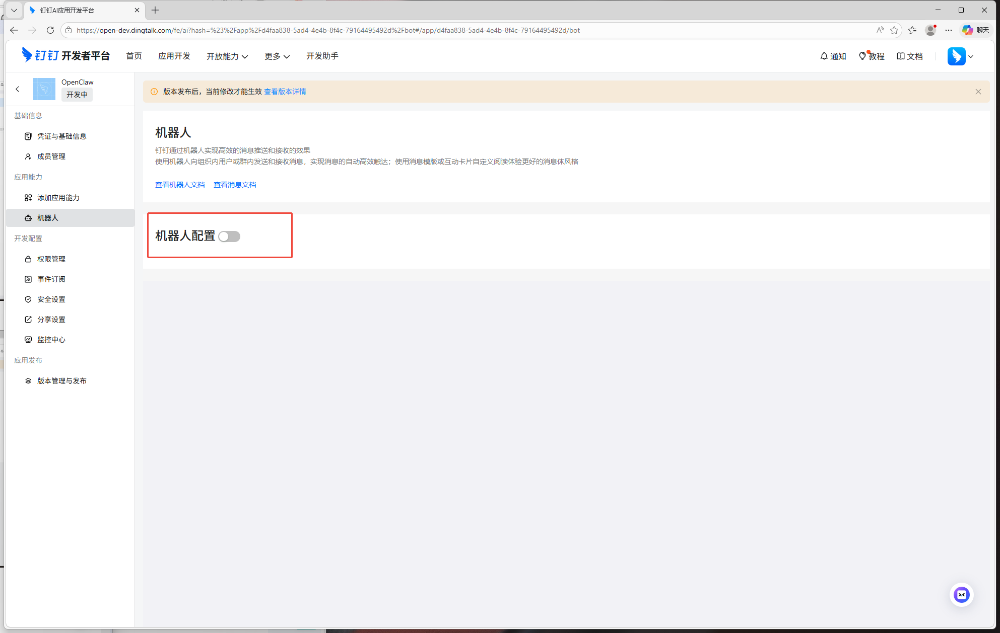 钉钉AI应用开发平台
https://open-dev.dingtalk.com/fe/ai?hash=%23%2Fapp%2Fd4faa838-5ad4-4e4b-8f4c-79164495492d%2Fbot#/app/d4faa838-5ad4-4e4b-8f4c-79164495492d/bot
聊天
钉钉 开发者平台 首页 应用开发 开放能力 更多 开发助手 通知 教程 文档
OpenClaw
开发中
版本发布后，当前修改才能生效 查看版本详情
基础信息
凭证与基础信息
成员管理
应用能力
添加应用能力
机器人
开发配置
权限管理
事件订阅
安全设置
分享设置
监控中心
应用发布
版本管理与发布
机器人
钉钉通过机器人实现高效的消息推送和接收的效果
使用机器人向组织内用户或群内发送和接收消息，实现消息的自动高效触达；使用消息模版或互动卡片自定义阅读体验更好的消息体风格
查看机器人文档 查看消息文档
机器人配置